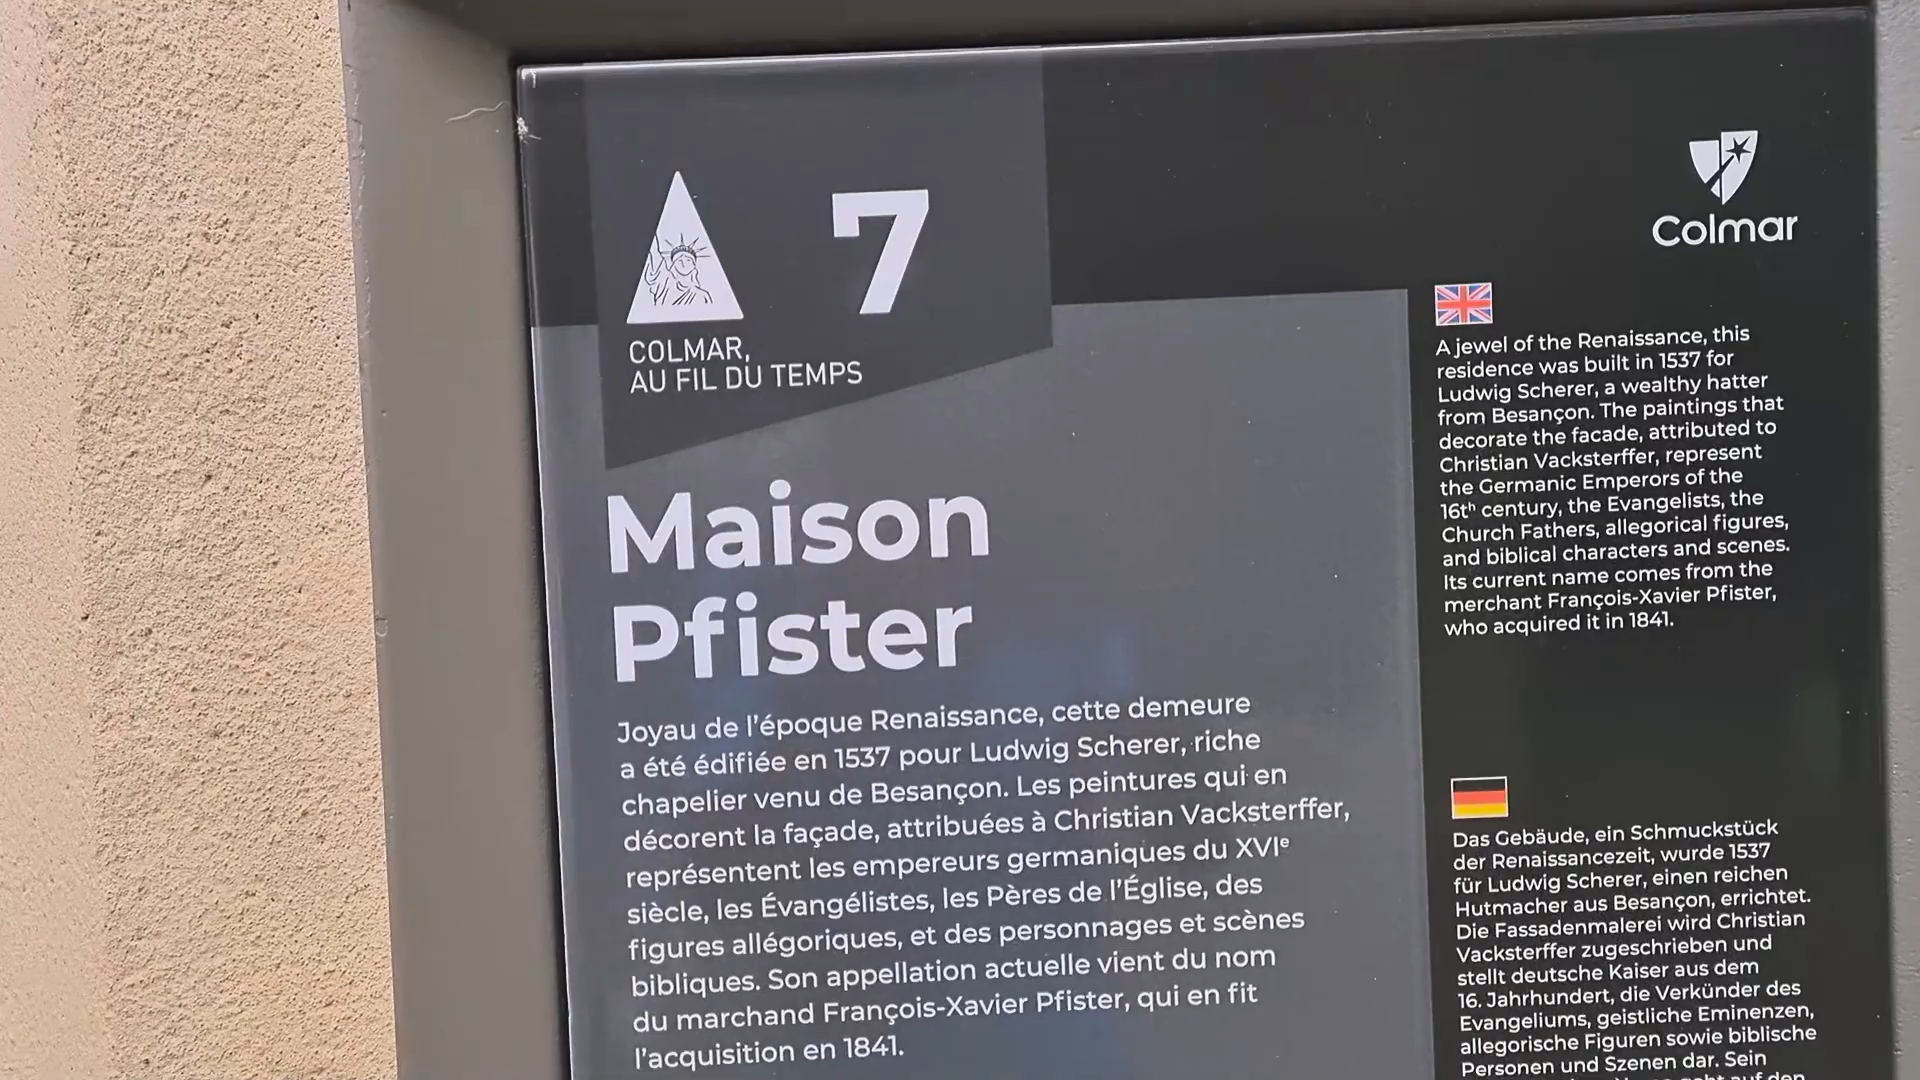 7
COLMAR,
AU FIL DU TEMPS
Maison
Pfister
Joyau de l'époque Renaissance, cette demeure
a été édifiée en 1537 pour Ludwig Scherer, riche
chapelier venu de Besançon. Les peintures qui en
décorent la façade, attribuées à Christian Vacksterffer,
représentent les empereurs germaniques du XVIe
siècle, les Évangélistes, les Pères de l'Église, des
figures allégoriques, et des personnages et scènes
bibliques. Son appellation actuelle vient du nom
du marchand François-Xavier Pfister, qui en fit
l'acquisition en 1841.
Colmar
A jewel of the Renaissance, this
residence was built in 1537 for
Ludwig Scherer, a wealthy hatter
from Besançon. The paintings that
decorate the facade, attributed to
Christian Vacksterffer, represent
the Germanic Emperors of the
16th century, the Evangelists, the
Church Fathers, allegorical figures,
and biblical characters and scenes.
Its current name comes from the
merchant François-Xavier Pfister,
who acquired it in 1841.
Das Gebäude, ein Schmuckstück
der Renaissancezeit, wurde 1537
für Ludwig Scherer, einen reichen
Hutmacher aus Besançon, errichtet.
Die Fassadenmalerei wird Christian
Vacksterffer zugeschrieben und
stellt deutsche Kaiser aus dem
16. Jahrhundert, die Verkünder des
Evangeliums, geistliche Eminenzen,
allegorische Figuren sowie biblische
Personen und Szenen dar. Sein
geht auf den